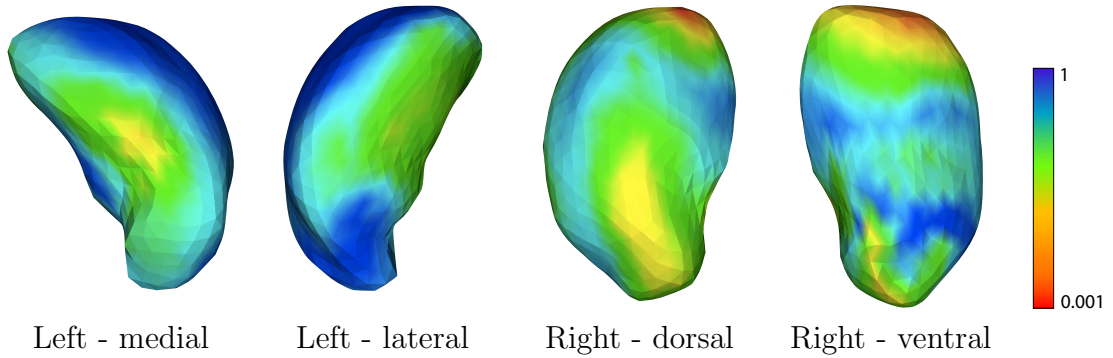 1
0.001
Left - medial
Left - lateral
Right - dorsal
Right - ventral